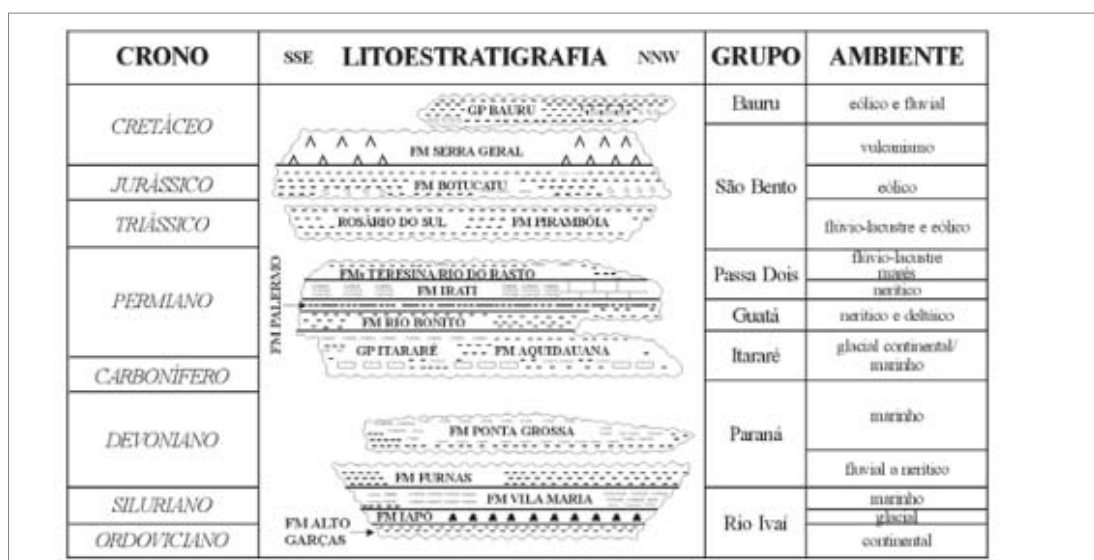 CRONO SSE LITOESTRATIGRAFIA NNW GRUPO AMBIENTE
CRETÁCEO
JURÁSSICO
TRIÁSSICO
PERMIANO
CARBONÍFERO
DEVONIANO
SILURIANO
ORDOVICIANO
GP BAURU
FM SERRA GERAL
FM BOTUCATU
ROSÁRIO DO SUL FM PIRAMBÓIA
FM PALERMO
FMs TERESINA/RIO DO RASTO
FM IRATI
FM RIO BONITO
GP ITARARÉ FM AQUIDAUANA
FM PONTA GROSSA
FM FURNAS
FM VILA MARIA
FM IAPÓ
FM ALTO
GARÇAS
Bauru
São Bento
Passa Dois
Guatá
Itararé
Paraná
Rio Ivaí
eólico e fluvial
vulcanismo
eólico
flúvio-lacustre e eólico
flúvio-lacustre
marés
nerítico
nerítico e deltáico
glacial continental/
marinho
marinho
fluvial a nerítico
marinho
glacial
continental